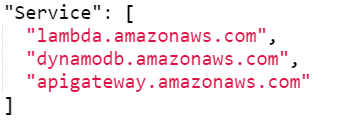 "Service": [
"lambda.amazonaws.com",
"dynamodb.amazonaws.com",
"apigateway.amazonaws.com"
]